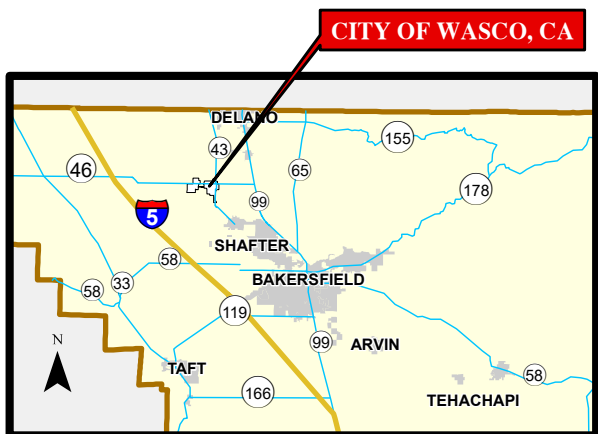 CITY OF WASCO, CA
DELANO
43
155
46
65
178
99
5
SHAFTER
58
BAKERSFIELD
58
33
119
99
ARVIN
N
TAFT
58
166
TEHACHAPI